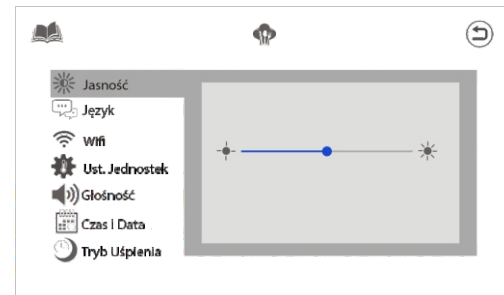 Jasność
Język
Wifi
Ust. Jednostek
Głośność
Czas i Data
Tryb Uśpienia